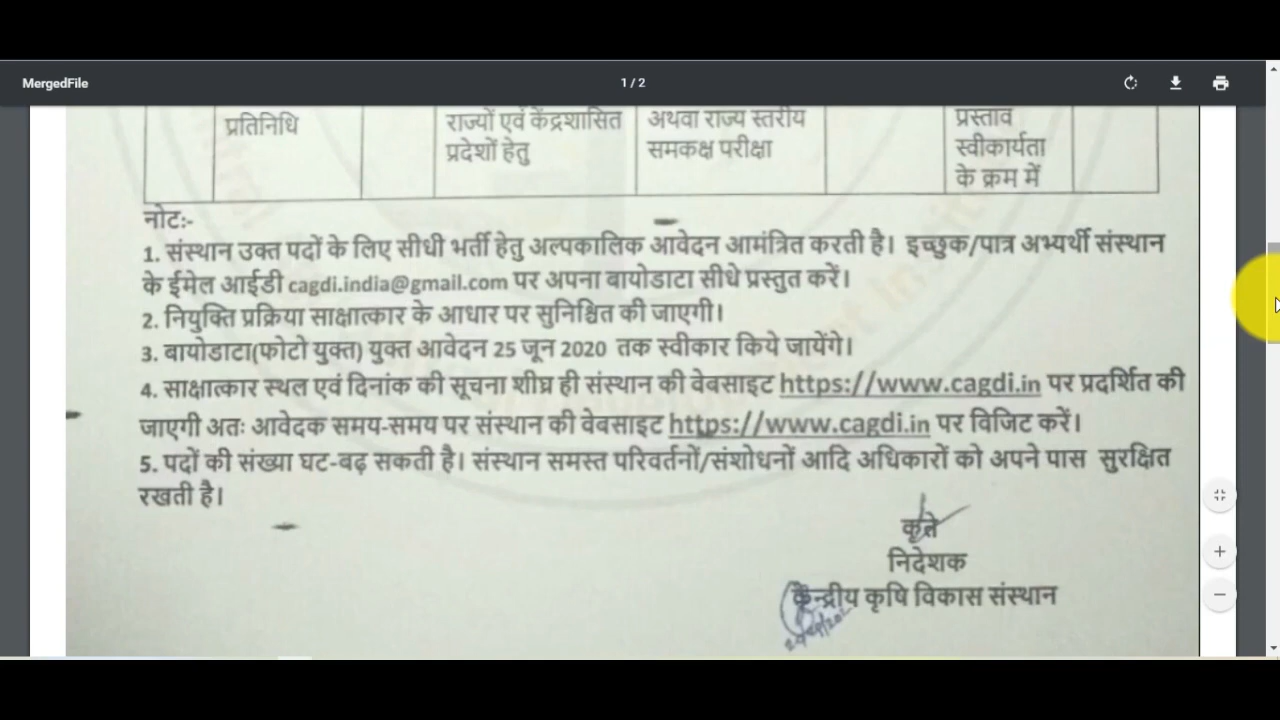 MergedFile
1 / 2
प्रतिनिधि
राज्यों एवं केंद्रशासित
प्रदेशों हेतु
अथवा राज्य स्तरीय
समकक्ष परीक्षा
प्रस्ताव
स्वीकार्यता
के क्रम में
नोटः-
1. संस्थान उक्त पदों के लिए सीधी भर्ती हेतु अल्पकालिक आवेदन आमंत्रित करती है। इच्छुक/पात्र अभ्यर्थी संस्थान
के ईमेल आईडी cagdi.india@gmail.com पर अपना बायोडाटा सीधे प्रस्तुत करें।
2. नियुक्ति प्रक्रिया साक्षात्कार के आधार पर सुनिश्चित की जाएगी।
3. बायोडाटा(फोटो युक्त) युक्त आवेदन 25 जून 2020 तक स्वीकार किये जायेंगे।
4. साक्षात्कार स्थल एवं दिनांक की सूचना शीघ्र ही संस्थान की वेबसाइट https://www.cagdi.in पर प्रदर्शित की
जाएगी अतः आवेदक समय-समय पर संस्थान की वेबसाइट https://www.cagdi.in पर विजिट करें।
5. पदों की संख्या घट-बढ़ सकती है। संस्थान समस्त परिवर्तनों/संशोधनों आदि अधिकारों को अपने पास सुरक्षित
रखती है।
कृते
निदेशक
केन्द्रीय कृषि विकास संस्थान